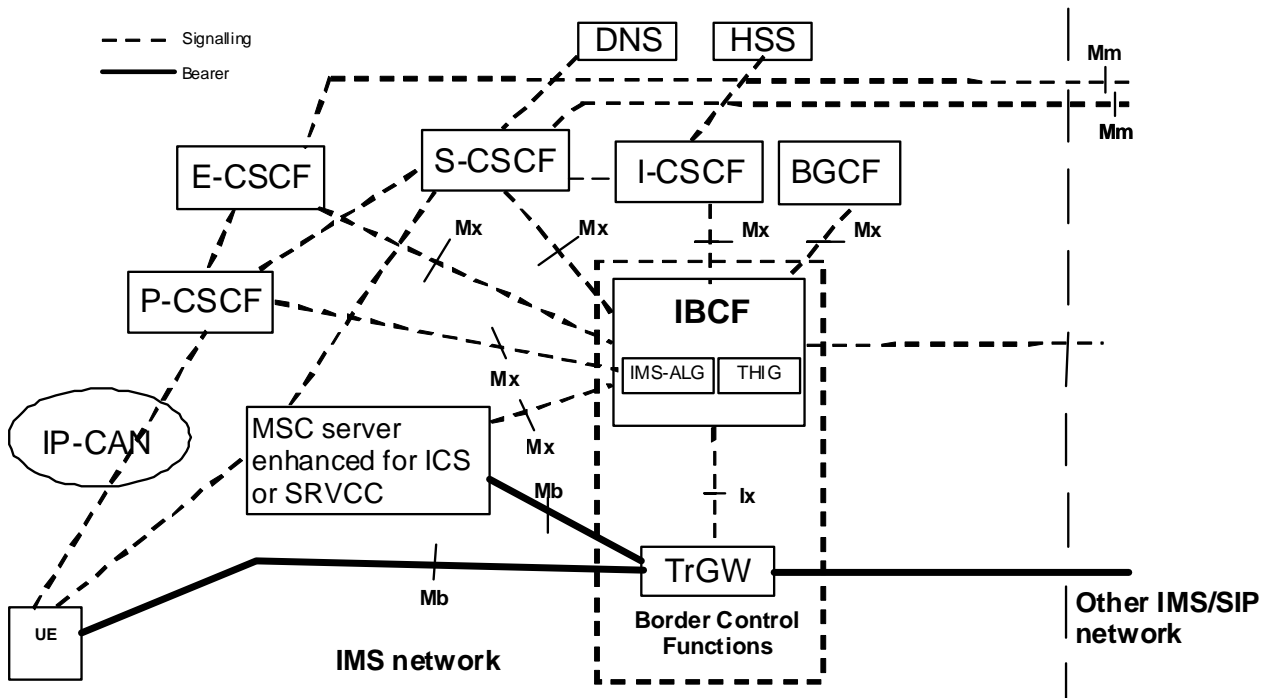 Signalling
Bearer
DNS
HSS
Mm
Mm
E-CSCF
S-CSCF
I-CSCF
BGCF
Mx
Mx
Mx
Mx
P-CSCF
IBCF
IMS-ALG
THIG
Mx
IP-CAN
MSC server
enhanced for ICS
or SRVCC
Mx
Mb
Ix
TrGW
Mb
UE
Border Control
Functions
IMS network
Other IMS/SIP
network